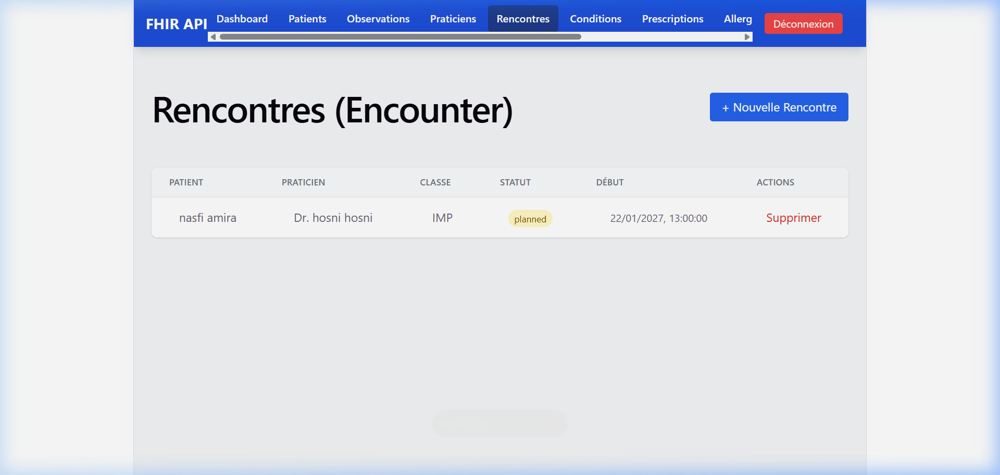 FHIR API
Dashboard Patients Observations Praticiens Rencontres Conditions Prescriptions Allerg
Déconnexion
Rencontres (Encounter)
+ Nouvelle Rencontre
PATIENT PRATICIEN CLASSE STATUT DÉBUT ACTIONS
nasfi amira Dr. hosni hosni IMP planned 22/01/2027, 13:00:00 Supprimer